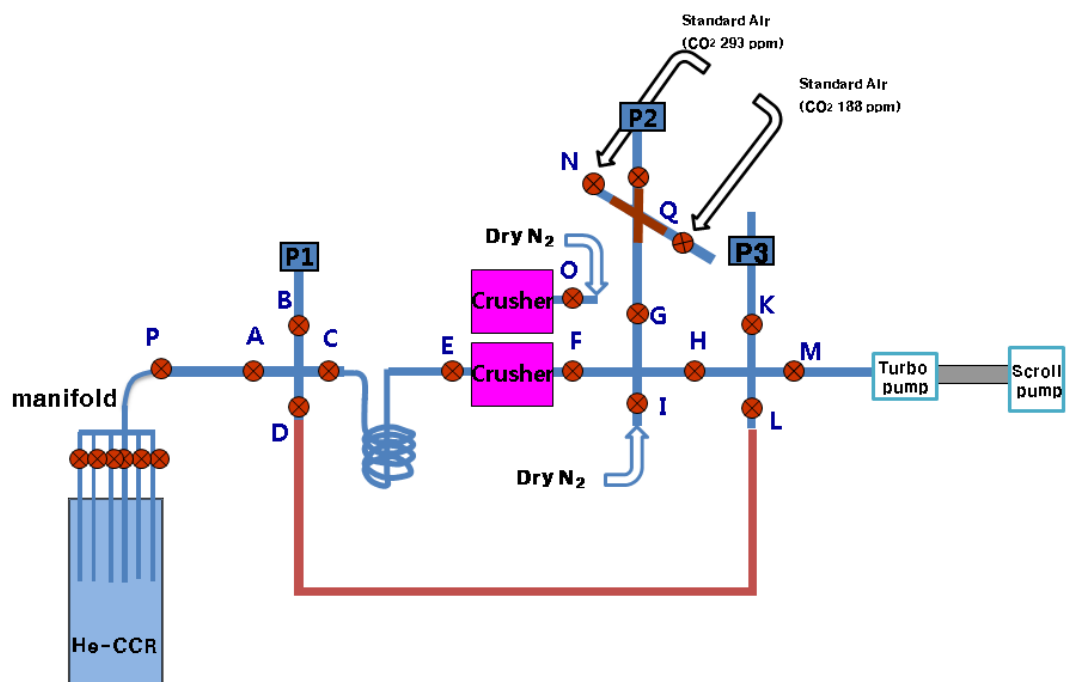 Standard Air
(CO2 293 ppm)
Standard Air
(CO2 188 ppm)
P2
N
Q
Dry N2
P1
P3
O
Crusher
B
G
K
P
A
C
E
F
H
M
Crusher
Turbo
pump
Scroll
pump
manifold
D
I
L
Dry N2
He-CCR